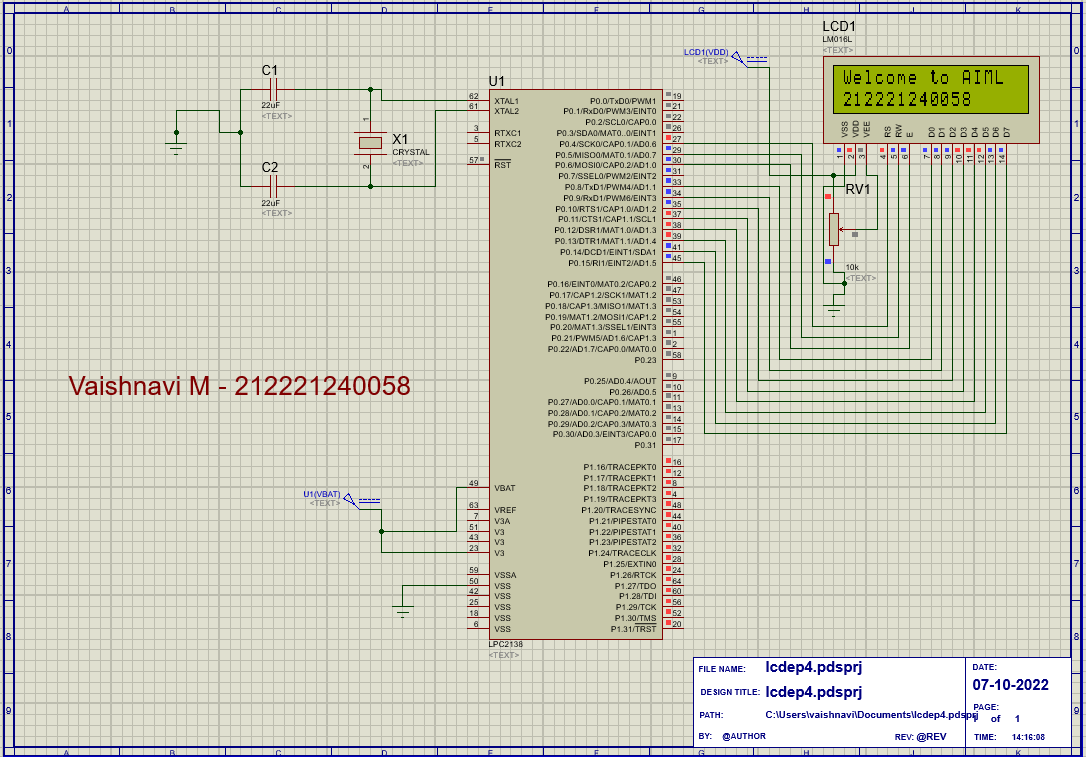 A B C D E F G H J K
LCD1
LM016L
<TEXT>
LCD1(VDD)
<TEXT>
Welcome to AIML
212221240058
VSS VDD VEE RS RW E D0 D1 D2 D3 D4 D5 D6 D7
1 2 3 4 5 6 7 8 9 10 11 12 13 14
C1
22uF
<TEXT>
X1
CRYSTAL
<TEXT>
1
2
C2
22uF
<TEXT>
RV1
10k
<TEXT>
U1
62 XTAL1
61 XTAL2
3 RTXC1
5 RTXC2
57 RST
49 VBAT
63 VREF
7 V3A
51 V3
43 V3
23 V3
59 VSSA
50 VSS
42 VSS
25 VSS
18 VSS
6 VSS
P0.0/TxD0/PWM1 19
P0.1/RxD0/PWM3/EINT0 21
P0.2/SCL0/CAP0.0 22
P0.3/SDA0/MAT0..0/EINT1 26
P0.4/SCK0/CAP0.1/AD0.6 27
P0.5/MISO0/MAT0.1/AD0.7 29
P0.6/MOSI0/CAP0.2/AD1.0 30
P0.7/SSEL0/PWM2/EINT2 31
P0.8/TxD1/PWM4/AD1.1 33
P0.9/RxD1/PWM6/EINT3 34
P0.10/RTS1/CAP1.0/AD1.2 35
P0.11/CTS1/CAP1.1/SCL1 37
P0.12/DSR1/MAT1.0/AD1.3 38
P0.13/DTR1/MAT1.1/AD1.4 39
P0.14/DCD1/EINT1/SDA1 41
P0.15/RI1/EINT2/AD1.5 45
P0.16/EINT0/MAT0.2/CAP0.2 46
P0.17/CAP1.2/SCK1/MAT1.2 47
P0.18/CAP1.3/MISO1/MAT1.3 53
P0.19/MAT1.2/MOSI1/CAP1.2 54
P0.20/MAT1.3/SSEL1/EINT3 55
P0.21/PWM5/AD1.6/CAP1.3 1
P0.22/AD1.7/CAP0.0/MAT0.0 2
P0.23 58
P0.25/AD0.4/AOUT 9
P0.26/AD0.5 10
P0.27/AD0.0/CAP0.1/MAT0.1 11
P0.28/AD0.1/CAP0.2/MAT0.2 13
P0.29/AD0.2/CAP0.3/MAT0.3 14
P0.30/AD0.3/EINT3/CAP0.0 15
P0.31 17
P1.16/TRACEPKT0 16
P1.17/TRACEPKT1 12
P1.18/TRACEPKT2 8
P1.19/TRACEPKT3 4
P1.20/TRACESYNC 48
P1.21/PIPESTAT0 44
P1.22/PIPESTAT1 40
P1.23/PIPESTAT2 36
P1.24/TRACECLK 32
P1.25/EXTIN0 28
P1.26/RTCK 24
P1.27/TDO 64
P1.28/TDI 60
P1.29/TCK 56
P1.30/TMS 52
P1.31/TRST 20
LPC2138
<TEXT>
Vaishnavi M - 212221240058
U1(VBAT)
<TEXT>
FILE NAME: lcdep4.pdsprj
DESIGN TITLE: lcdep4.pdsprj
PATH: C:\Users\vaishnavi\Documents\lcdep4.pdsprj
BY: @AUTHOR REV: @REV
DATE:
07-10-2022
PAGE:
of 1
TIME: 14:16:08
0 1 2 3 4 5 6 7 8 9
0 1 2 3 4 5 6 7 8 9
A B C D E F G H J K